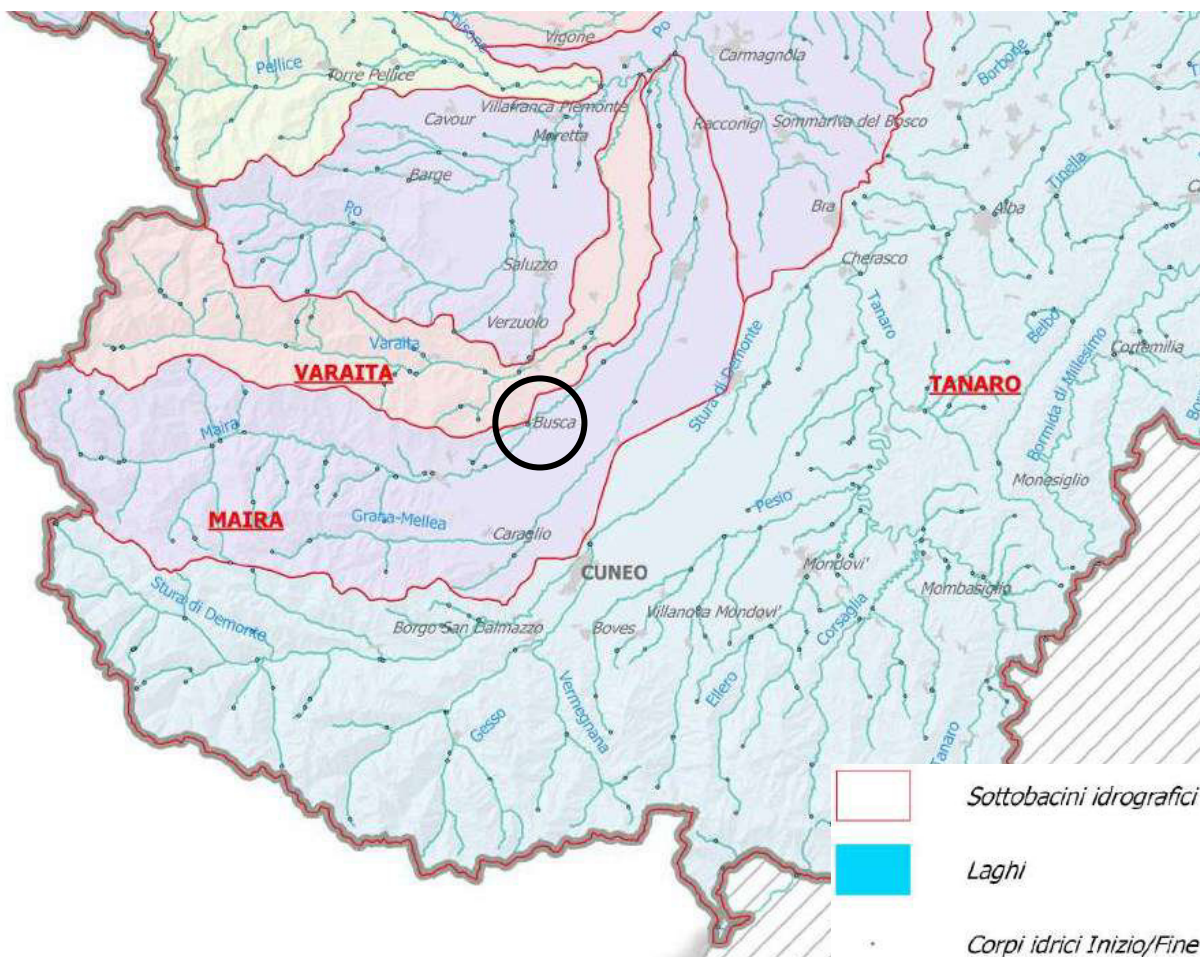 Chisone
Vigone
Po
Carmagnola
Borbone
Pellice
Torre Pellice
Villafranca Piemonte
Cavour
Moretta
Racconigi
Sommariva del Bosco
Tinella
Barge
Po
Bra
Alba
Saluzzo
Cherasco
Verzuolo
Tanaro
Belbo
Bormida di Millesimo
Cortemilia
Varaita
VARAITA
Stura di Demonte
TANARO
Busca
Maira
Monesiglio
Pesio
Grana-Mellea
MAIRA
Caraglio
CUNEO
Mondovi'
Mombasiglio
Stura di Demonte
Borgo San Dalmazzo
Boves
Villanova Mondovi'
Corsaglia
Ellero
Vermegnana
Gesso
Tanaro
Sottobacini idrografici
Laghi
Corpi idrici Inizio/Fine